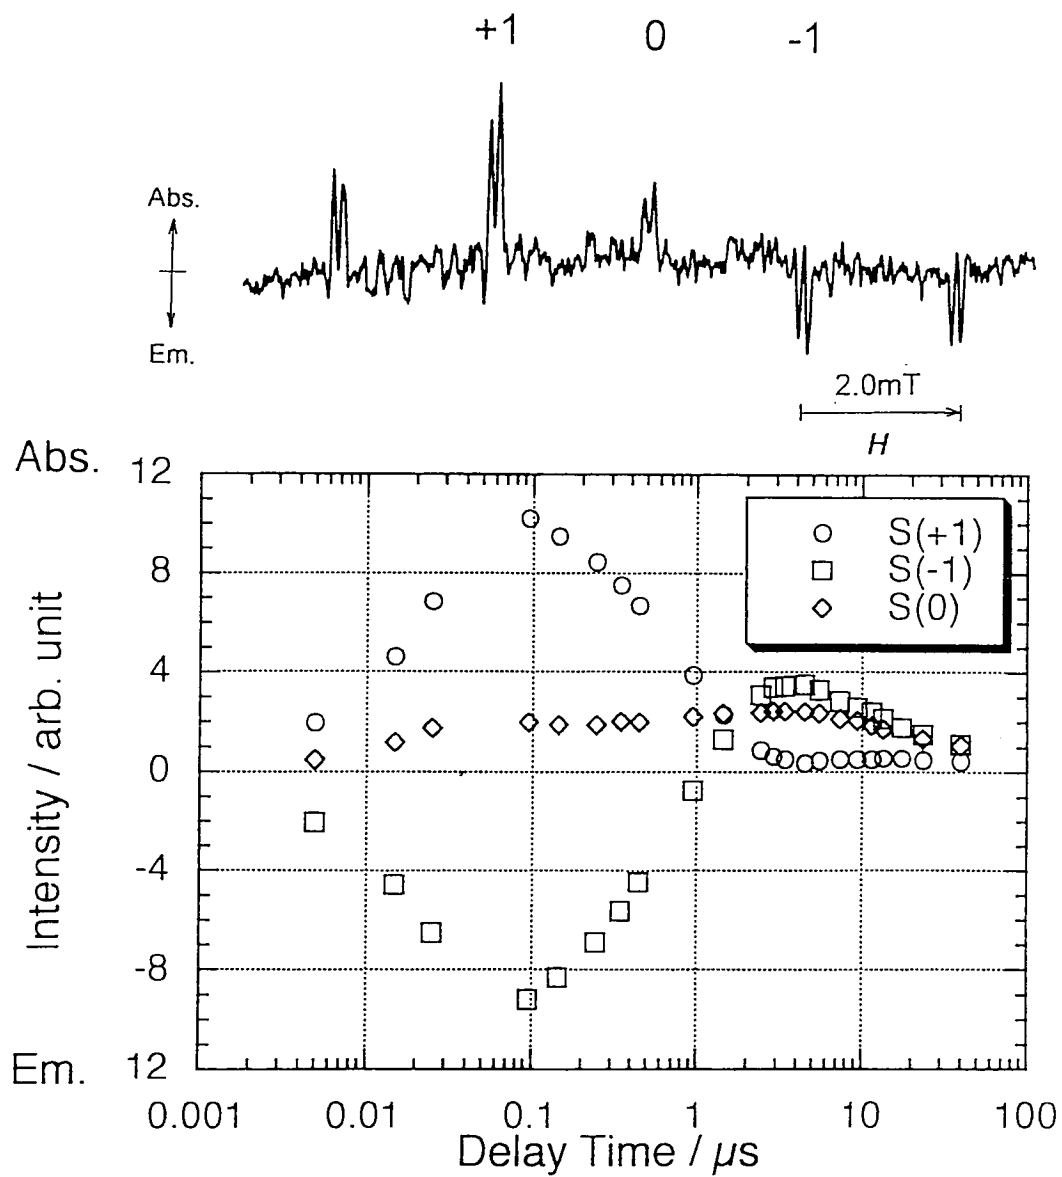 +1 0 -1
Abs.
Em.
2.0mT
H
Abs.
12
8
4
0
-4
-8
12
Em.
Intensity / arb. unit
S(+1)
S(-1)
S(0)
0.001 0.01 0.1 1 10 100
Delay Time / µs